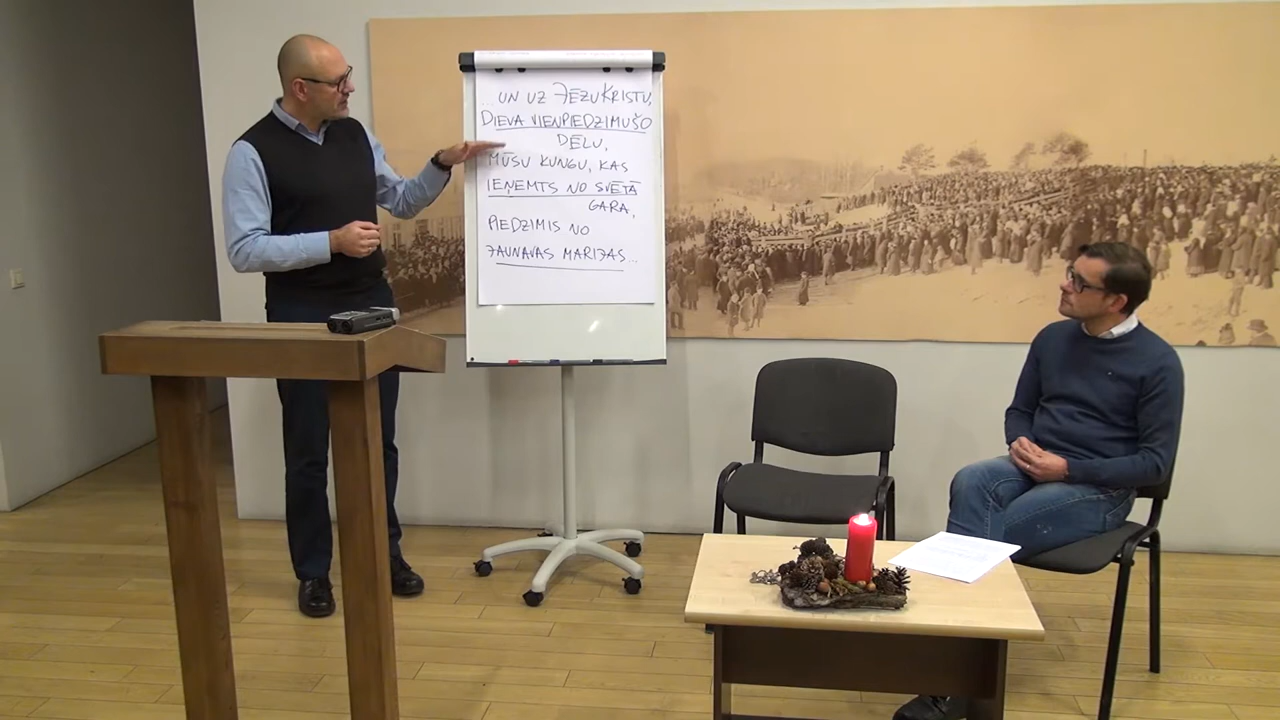 ...UN UZ JEZU KRISTU,
DIEVA VIENPIEDZIMUŠO
DĒLU,
MŪSU KUNGU, KAS
IEŅEMTS NO SVĒTĀ
GARA,
PIEDZIMIS NO
JAUNAVAS MARIJAS...